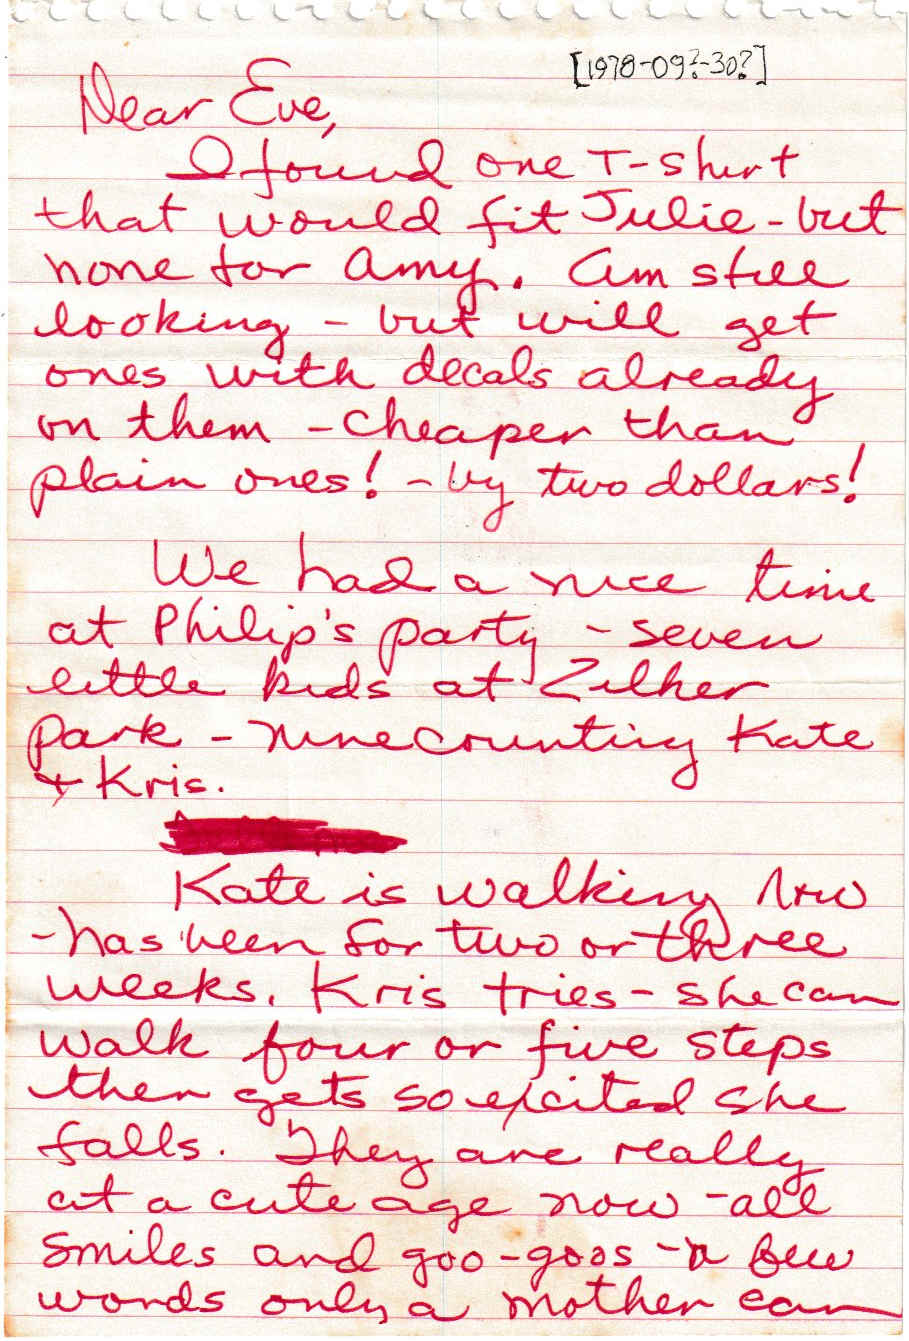 [1978-09?-30?]
Dear Eve,
I found one T-shirt
that would fit Julie - but
none for Amy. Am still
looking - but will get
ones with decals already
on them - cheaper than
plain ones! - by two dollars!
We had a nice time
at Philip's party - seven
little kids at Zilker
Park - nine counting Kate
+ Kris.
Kate is walking now
- has been for two or three
weeks. Kris tries - she can
walk four or five steps
then gets so excited she
falls. They are really
at a cute age now - all
smiles and goo-goos - a few
words only a mother can